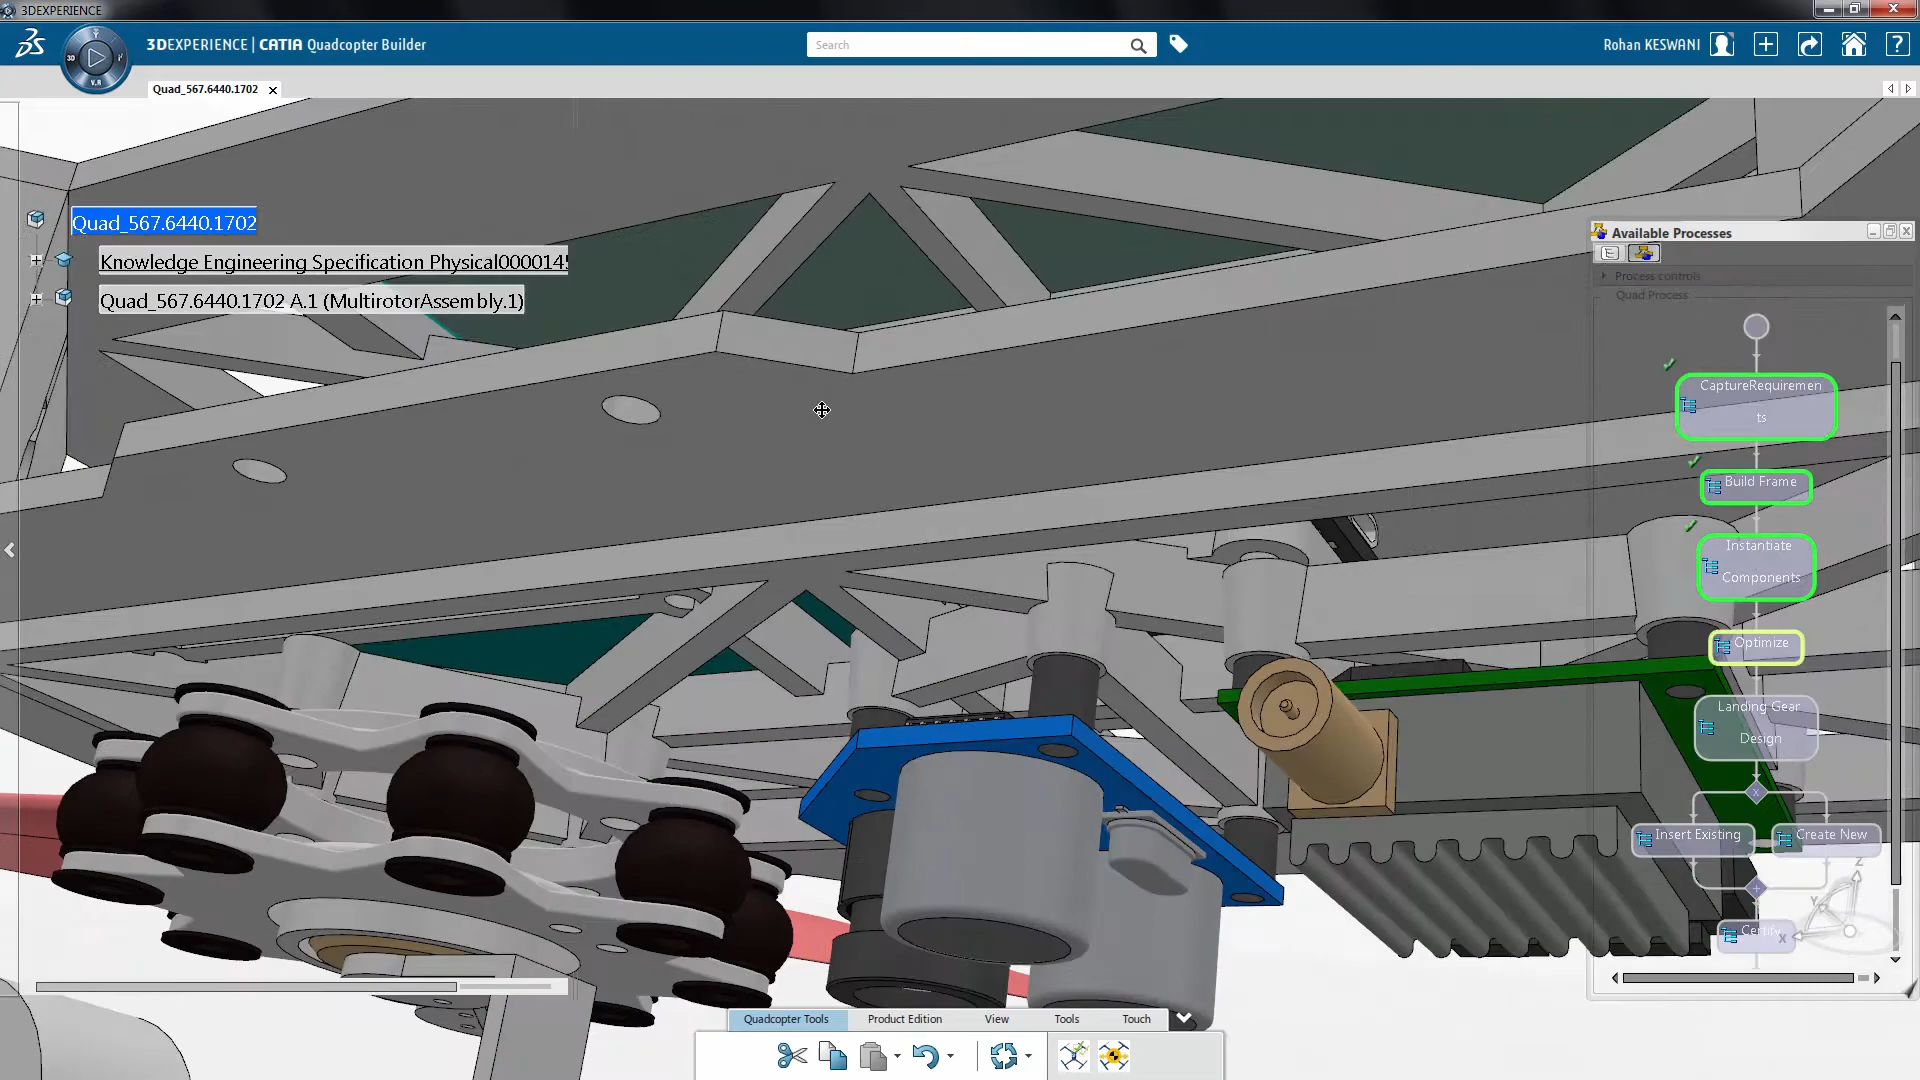 3DEXPERIENCE
3DEXPERIENCE | CATIA Quadcopter Builder
Search
Rohan KESWANI
3D
V.R
Quad_567.6440.1702
Quad_567.6440.1702
Knowledge Engineering Specification Physical000014
Quad_567.6440.1702 A.1 (MultirotorAssembly.1)
Available Processes
Process controls
Quad Process
CaptureRequiremen
ts
Build Frame
Instantiate
Components
Optimize
Landing Gear
Design
X
Insert Existing
Create New
Z
Y
X
Certify
Quadcopter Tools
Product Edition
View
Tools
Touch